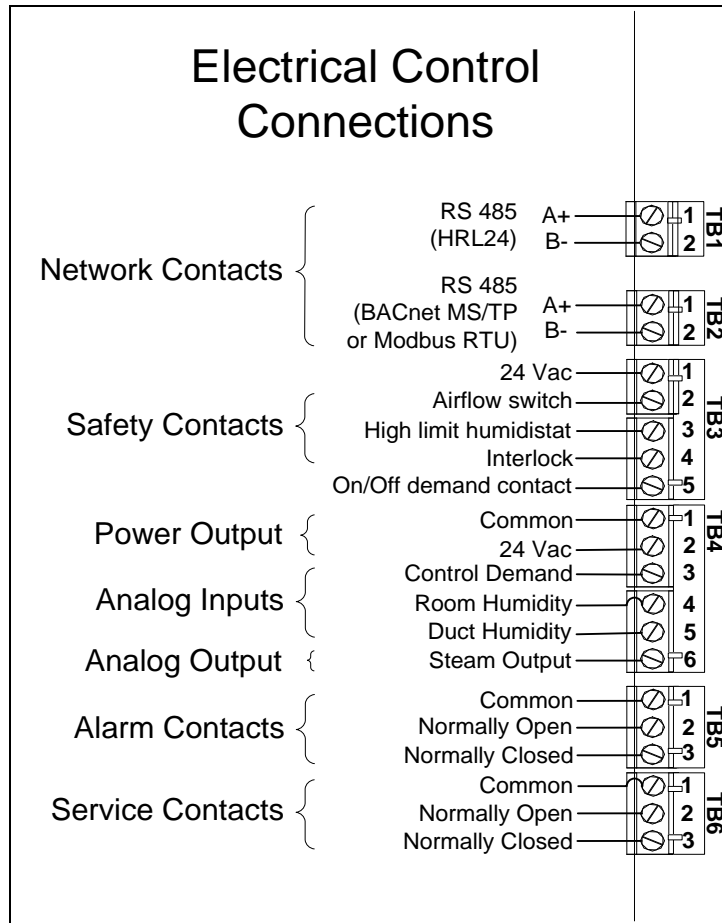 Electrical Control
Connections
Network Contacts
RS 485
(HRL24)
A+
B-
1
2
TB1
RS 485
(BACnet MS/TP
or Modbus RTU)
A+
B-
1
2
TB2
Safety Contacts
24 Vac
1
Airflow switch
2
High limit humidistat
3
Interlock
4
On/Off demand contact
5
TB3
Power Output
Common
1
24 Vac
2
Analog Inputs
Control Demand
3
Room Humidity
4
Duct Humidity
5
Analog Output
Steam Output
6
TB4
Alarm Contacts
Common
1
Normally Open
2
Normally Closed
3
TB5
Service Contacts
Common
1
Normally Open
2
Normally Closed
3
TB6